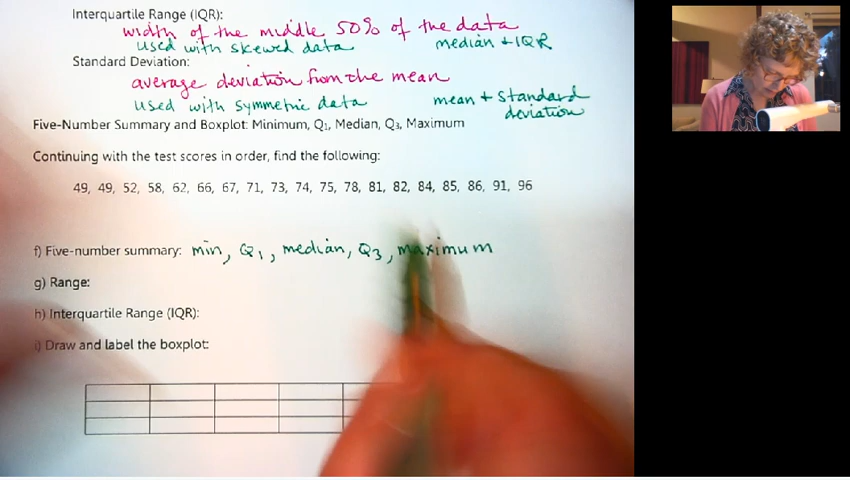 Interquartile Range (IQR):
width of the middle 50% of the data
used with skewed data median + IQR
Standard Deviation:
average deviation from the mean
used with symmetric data mean + standard deviation
Five-Number Summary and Boxplot: Minimum, Q₁, Median, Q₃, Maximum
Continuing with the test scores in order, find the following:
49, 49, 52, 58, 62, 66, 67, 71, 73, 74, 75, 78, 81, 82, 84, 85, 86, 91, 96
f) Five-number summary: min, Q₁, median, Q₃, maximum
g) Range:
h) Interquartile Range (IQR):
i) Draw and label the boxplot: